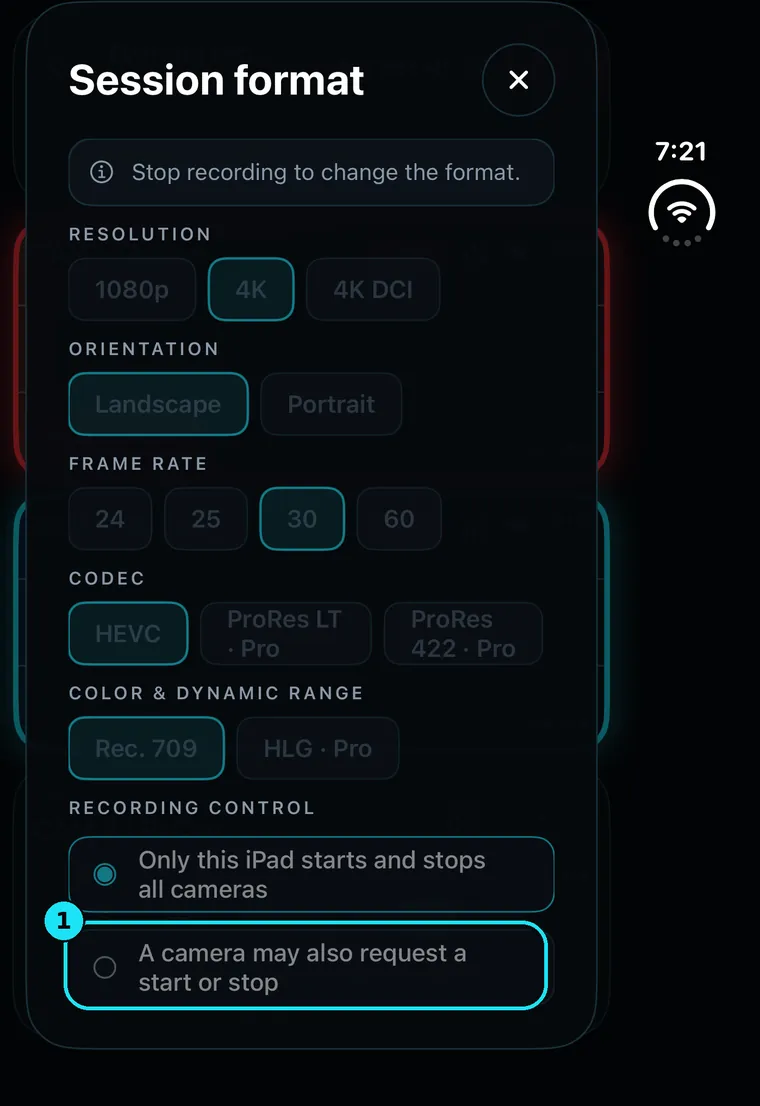 Session format
7:21
Stop recording to change the format.
RESOLUTION
1080p
4K
4K DCI
ORIENTATION
Landscape
Portrait
FRAME RATE
24
25
30
60
CODEC
HEVC
ProRes LT
· Pro
ProRes
422 · Pro
COLOR & DYNAMIC RANGE
Rec. 709
HLG · Pro
RECORDING CONTROL
Only this iPad starts and stops
all cameras
1
A camera may also request a
start or stop